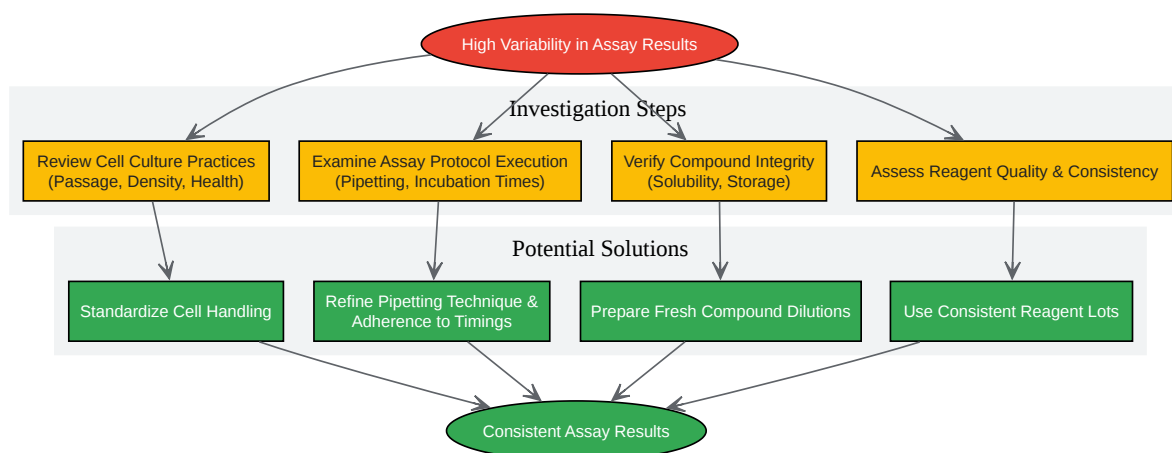 High Variability in Assay Results
Investigation Steps
Review Cell Culture Practices
(Passage, Density, Health)
Examine Assay Protocol Execution
(Pipetting, Incubation Times)
Verify Compound Integrity
(Solubility, Storage)
Assess Reagent Quality & Consistency
Potential Solutions
Standardize Cell Handling
Refine Pipetting Technique &
Adherence to Timings
Prepare Fresh Compound Dilutions
Use Consistent Reagent Lots
Consistent Assay Results